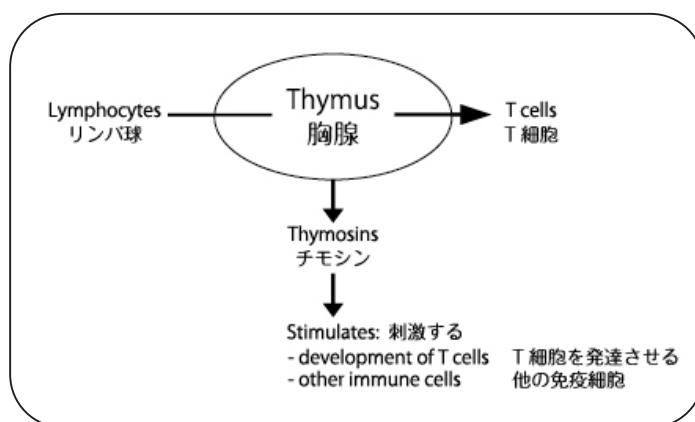 Lymphocytes
リンパ球
Thymus
胸腺
T cells
T 細胞
Thymosins
チモシン
Stimulates: 刺激する
- development of T cells T 細胞を発達させる
- other immune cells 他の免疫細胞